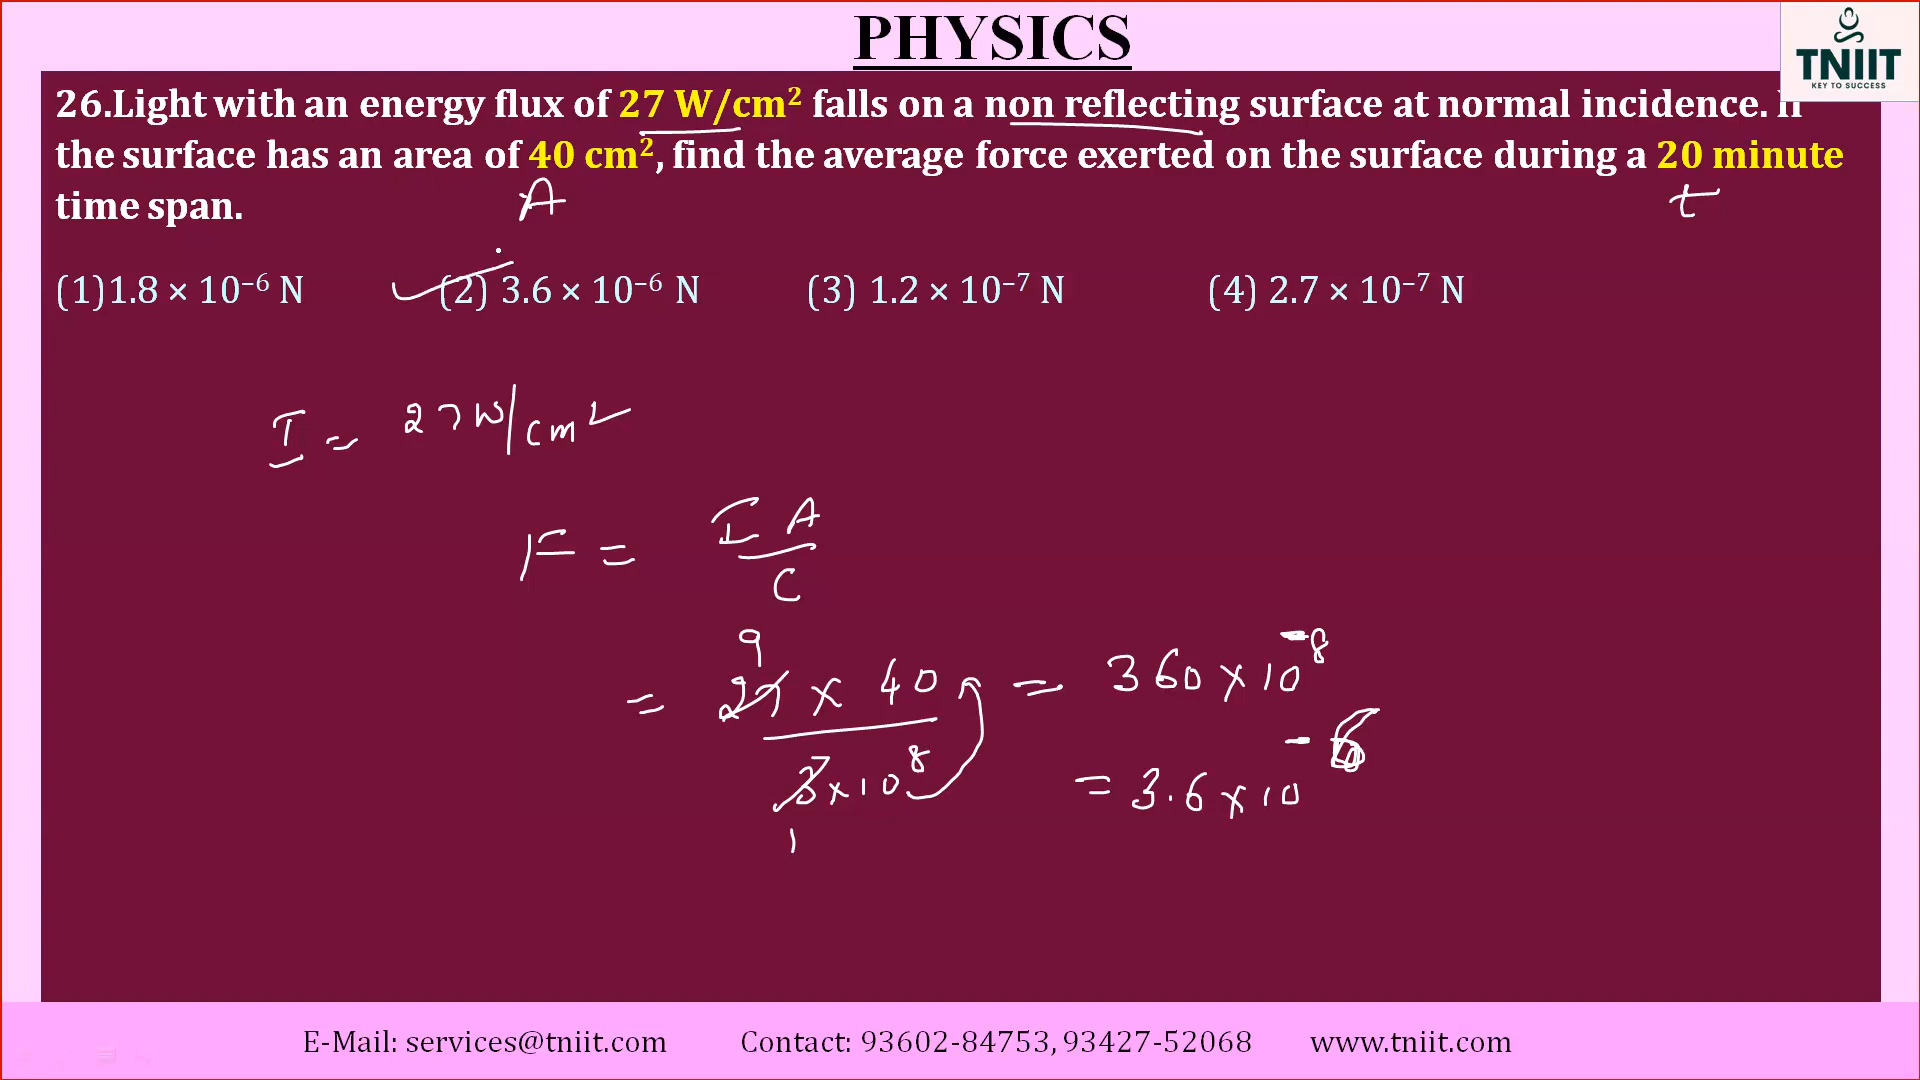 PHYSICS
TNIIT
KEY TO SUCCESS
26.Light with an energy flux of 27 W/cm² falls on a non reflecting surface at normal incidence. If
the surface has an area of 40 cm², find the average force exerted on the surface during a 20 minute
time span.
A
t
(1)1.8 × 10⁻⁶ N (2) 3.6 × 10⁻⁶ N (3) 1.2 × 10⁻⁷ N (4) 2.7 × 10⁻⁷ N
I = 27W/cm²
F = I A / C
= 27 × 40 / 3×10⁸ = 360 × 10⁻⁸
9
1
= 3.6 × 10⁻⁶
E-Mail: services@tniit.com Contact: 93602-84753, 93427-52068 www.tniit.com